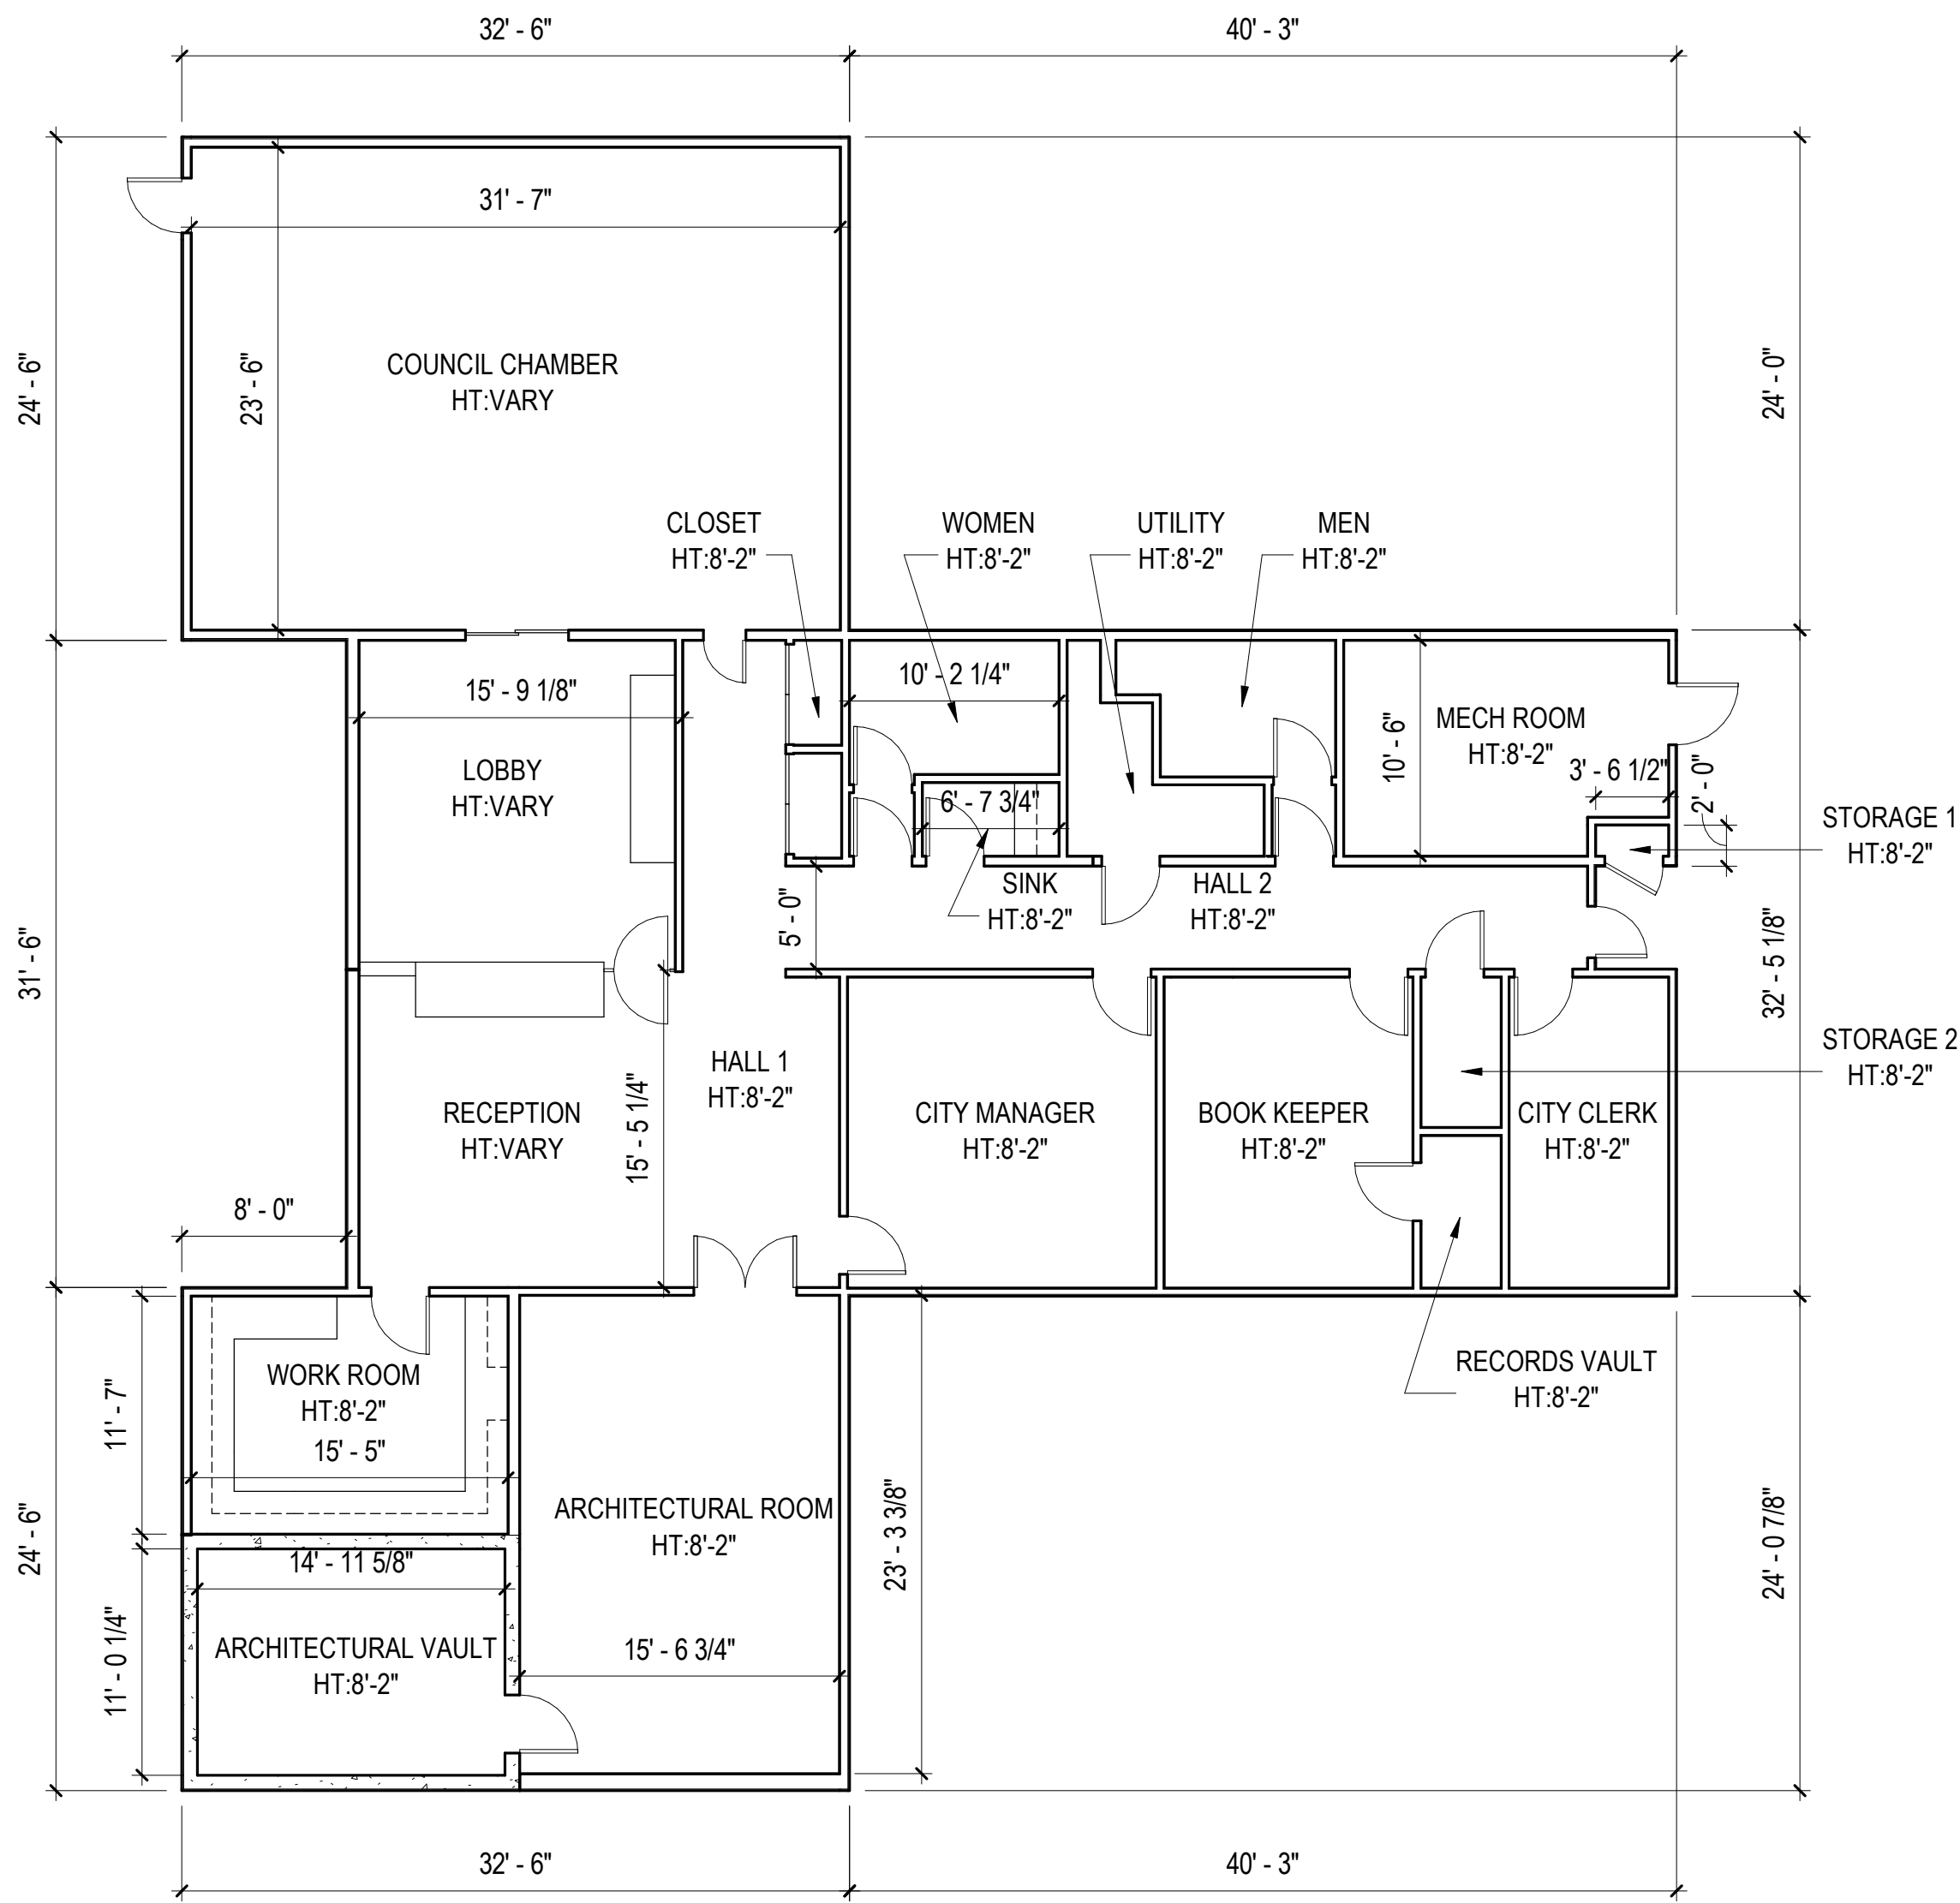 32' - 6"
40' - 3"
31' - 7"
24' - 6"
23' - 6"
COUNCIL CHAMBER
HT:VARY
24' - 0"
CLOSET
HT:8'-2"
WOMEN
HT:8'-2"
UTILITY
HT:8'-2"
MEN
HT:8'-2"
15' - 9 1/8"
10' - 2 1/4"
LOBBY
HT:VARY
10' - 6"
MECH ROOM
HT:8'-2"
3' - 6 1/2"
2' - 0"
6' - 7 3/4"
STORAGE 1
HT:8'-2"
SINK
HT:8'-2"
HALL 2
HT:8'-2"
5' - 0"
31' - 6"
32' - 5 1/8"
STORAGE 2
HT:8'-2"
HALL 1
HT:8'-2"
15' - 5 1/4"
RECEPTION
HT:VARY
CITY MANAGER
HT:8'-2"
BOOK KEEPER
HT:8'-2"
CITY CLERK
HT:8'-2"
8' - 0"
RECORDS VAULT
HT:8'-2"
11' - 7"
WORK ROOM
HT:8'-2"
15' - 5"
24' - 6"
ARCHITECTURAL ROOM
HT:8'-2"
23' - 3 3/8"
24' - 0 7/8"
14' - 11 5/8"
11' - 0 1/4"
ARCHITECTURAL VAULT
HT:8'-2"
15' - 6 3/4"
32' - 6"
40' - 3"